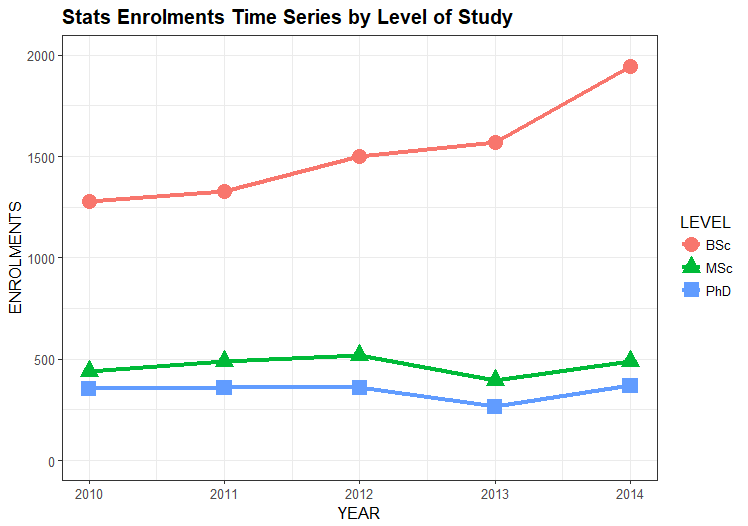 Stats Enrolments Time Series by Level of Study
ENROLMENTS
2000
1500
1000
500
0
2010 2011 2012 2013 2014
YEAR
LEVEL
BSc
MSc
PhD